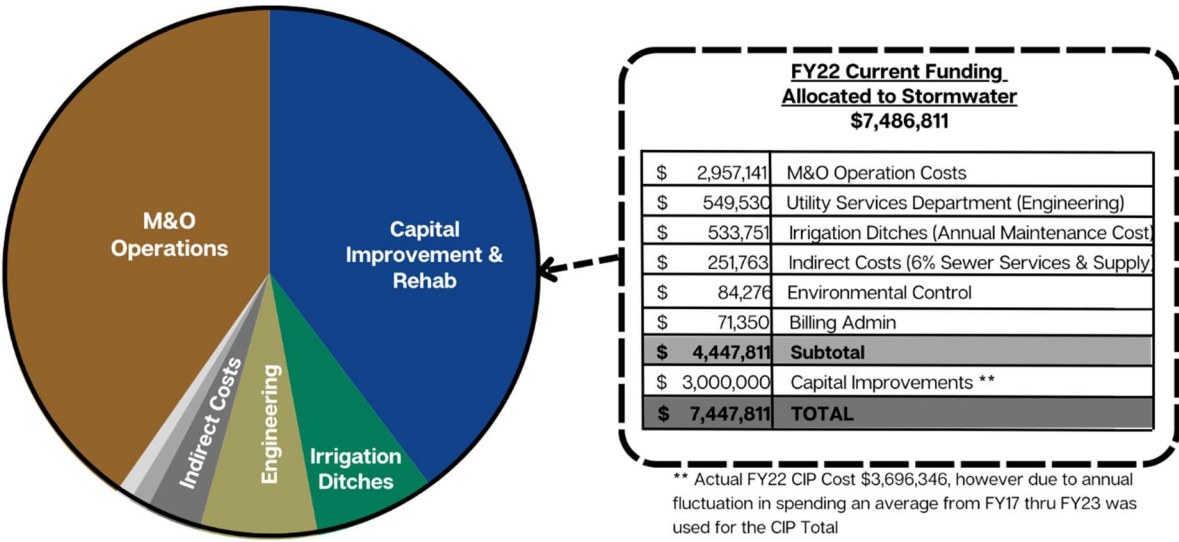 M&O
Operations
Capital
Improvement &
Rehab
Indirect Costs
Engineering
Irrigation
Ditches
FY22 Current Funding
Allocated to Stormwater
$7,486,811
$ 2,957,141 M&O Operation Costs
$ 549,530 Utility Services Department (Engineering)
$ 533,751 Irrigation Ditches (Annual Maintenance Cost)
$ 251,763 Indirect Costs (6% Sewer Services & Supply)
$ 84,276 Environmental Control
$ 71,350 Billing Admin
$ 4,447,811 Subtotal
$ 3,000,000 Capital Improvements **
$ 7,447,811 TOTAL
** Actual FY22 CIP Cost $3,696,346, however due to annual
fluctuation in spending an average from FY17 thru FY23 was
used for the CIP Total